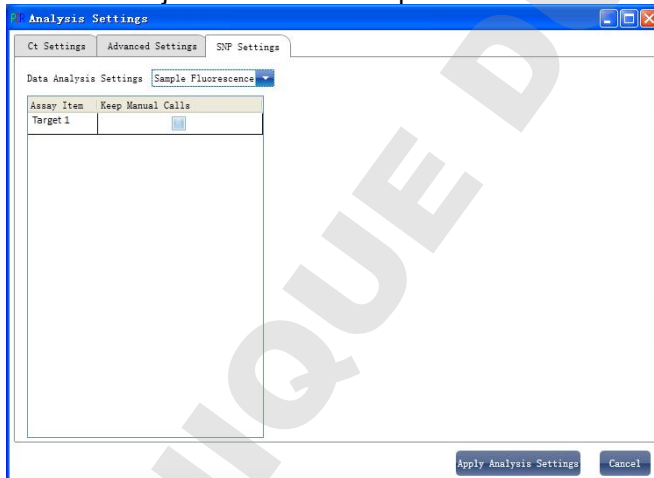 PCR Analysis Settings
Ct Settings Advanced Settings SNP Settings
Data Analysis Settings Sample Fluorescence
Assay Item Keep Manual Calls
Target 1
Apply Analysis Settings Cancel